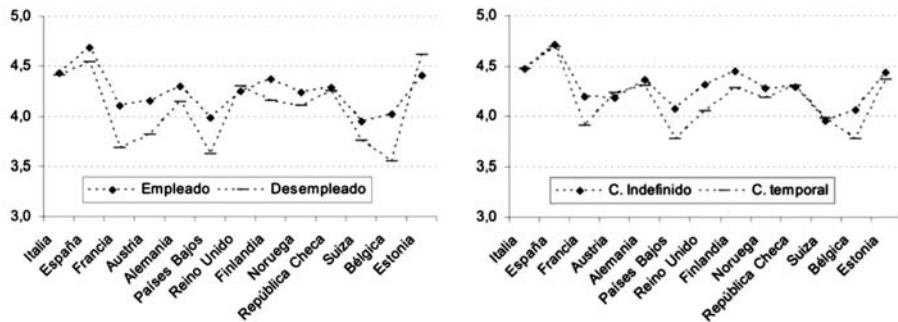 5,0
4,5
4,0
3,5
3,0
Empleado
Desempleado
Italia
España
Francia
Austria
Alemania
Países Bajos
Reino Unido
Finlandia
Noruega
República Checa
Suiza
Bélgica
Estonia
5,0
4,5
4,0
3,5
3,0
C. Indefinido
C. temporal
Italia
España
Francia
Austria
Alemania
Países Bajos
Reino Unido
Finlandia
Noruega
República Checa
Suiza
Bélgica
Estonia